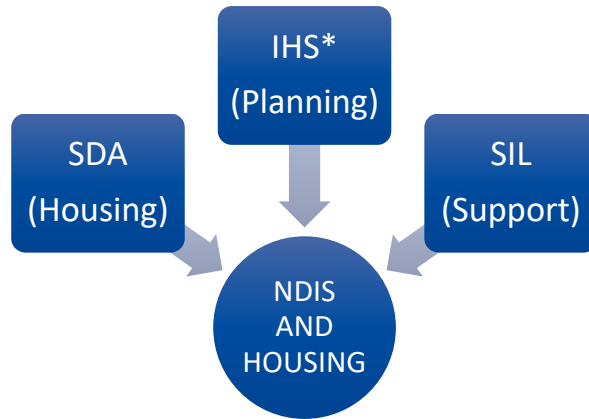 IHS*
(Planning)
SDA
(Housing)
SIL
(Support)
NDIS
AND
HOUSING